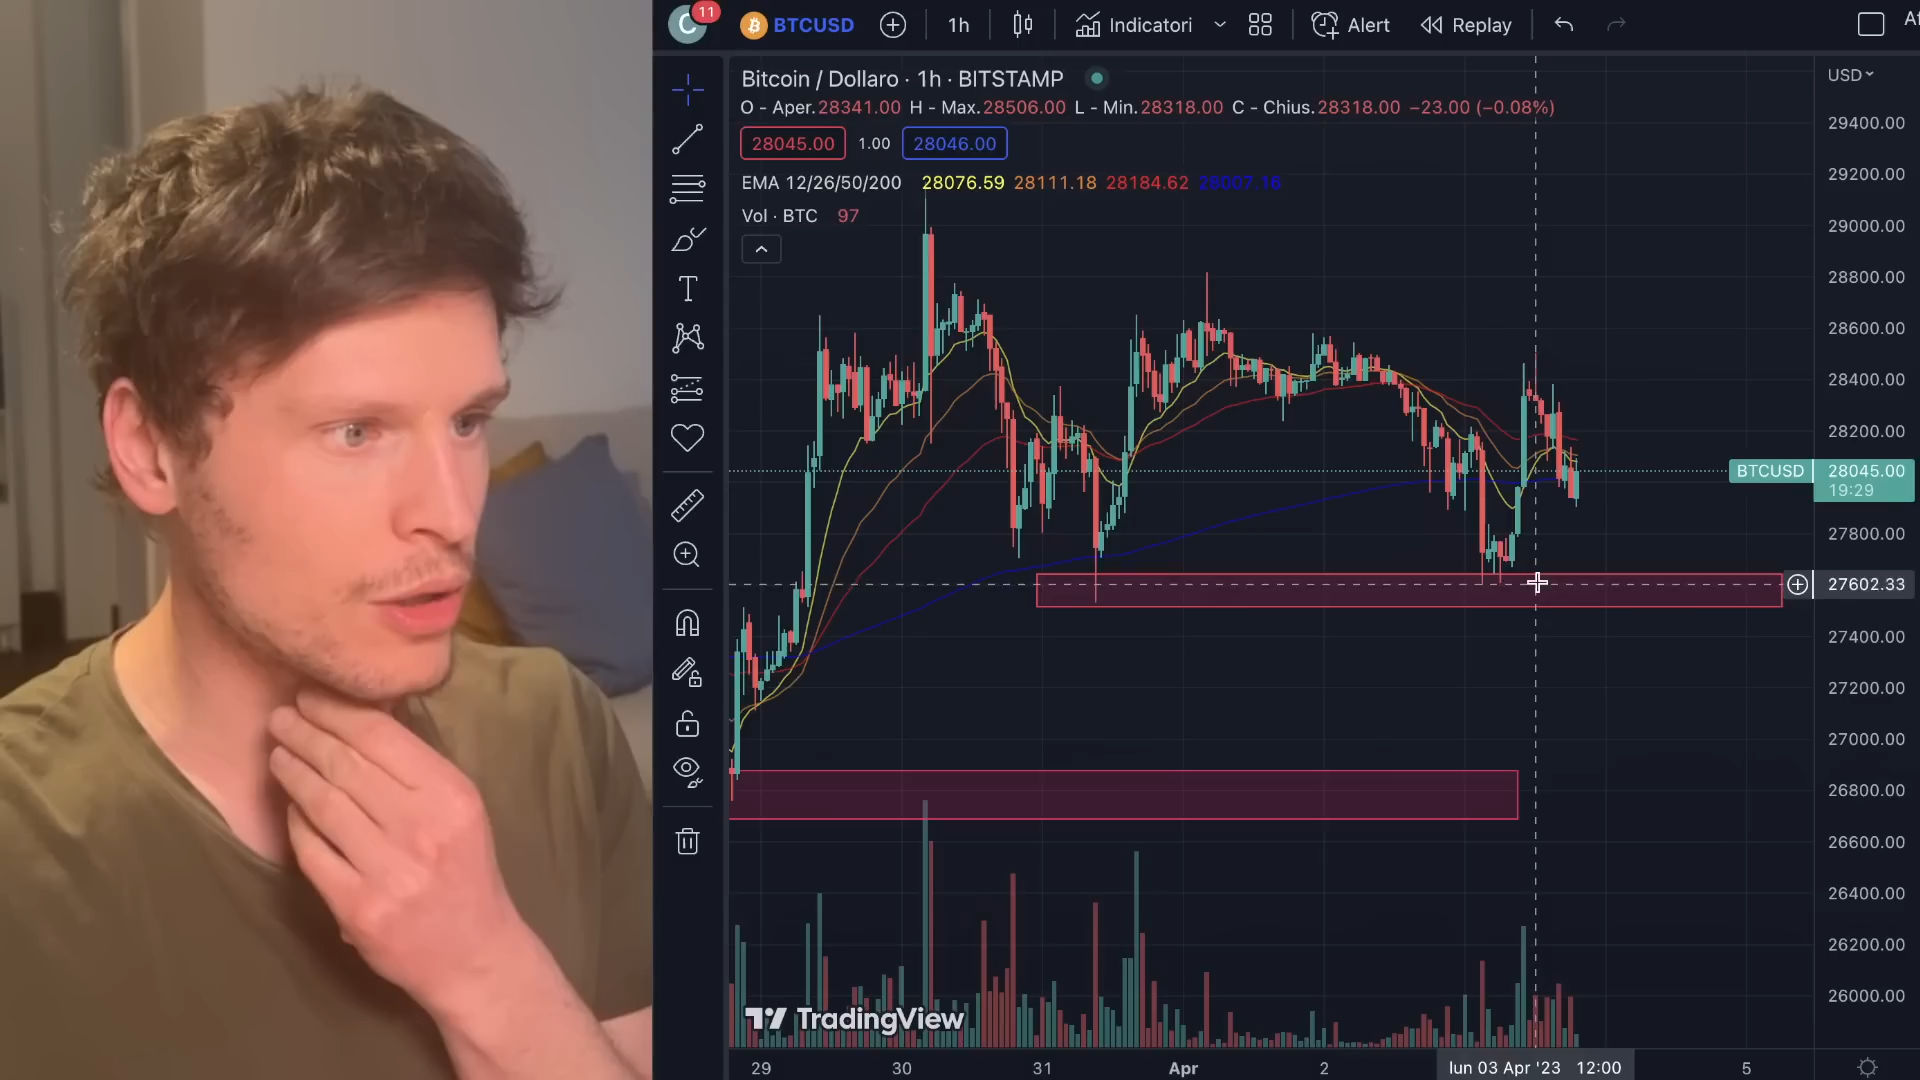 C 11 BTCUSD 1h Indicatori Alert Replay
Bitcoin / Dollaro · 1h · BITSTAMP
USD
O - Aper.28341.00 H - Max.28506.00 L - Min.28318.00 C - Chius.28318.00 −23.00 (−0.08%)
29400.00
28045.00 1.00 28046.00
29200.00
EMA 12/26/50/200 28076.59 28111.18 28184.62 28007.16
Vol · BTC 97
29000.00
28800.00
28600.00
28400.00
28200.00
BTCUSD 28045.00
19:29
27800.00
27602.33
27400.00
27200.00
27000.00
26800.00
26600.00
26400.00
26200.00
26000.00
TradingView
29 30 31 Apr 2 lun 03 Apr '23 12:00 5